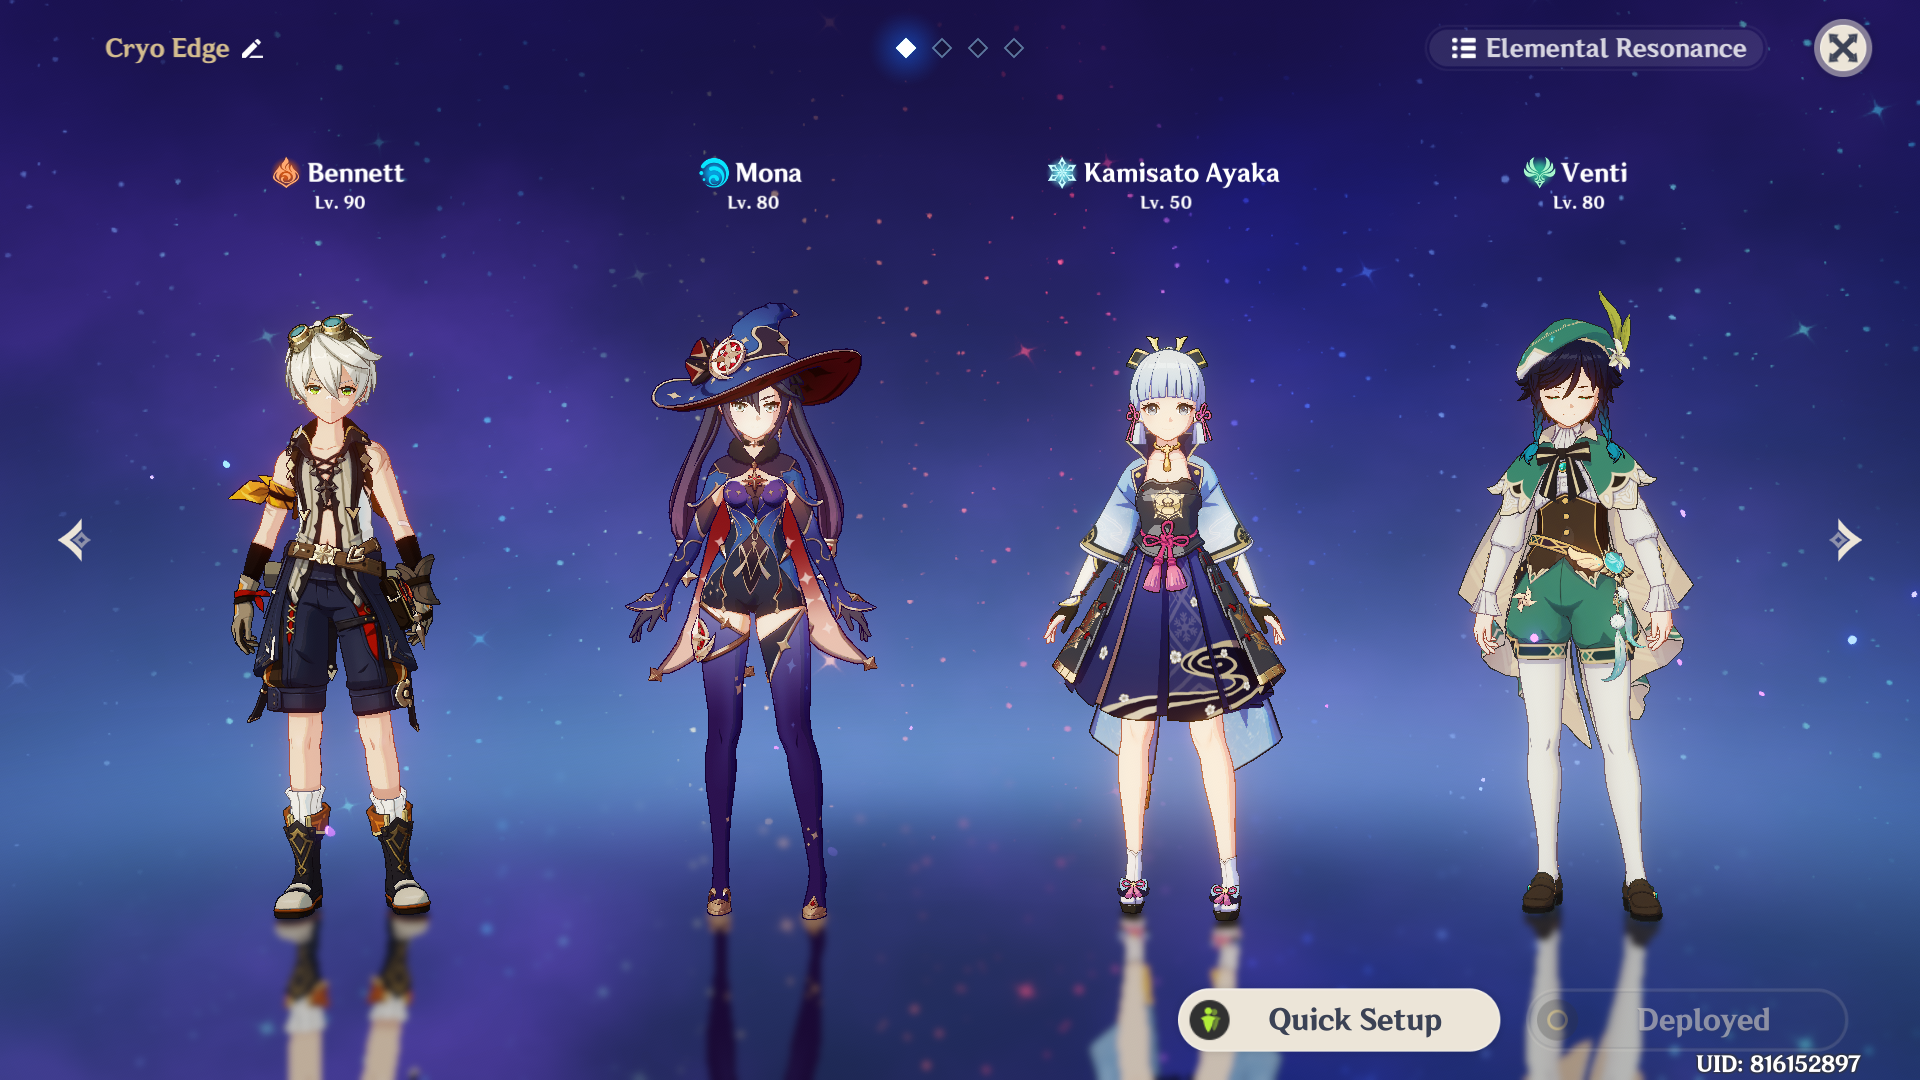 Cryo Edge
Elemental Resonance
Bennett
Lv. 90
Mona
Lv. 80
Kamisato Ayaka
Lv. 50
Venti
Lv. 80
Quick Setup
Deployed
UID: 816152897